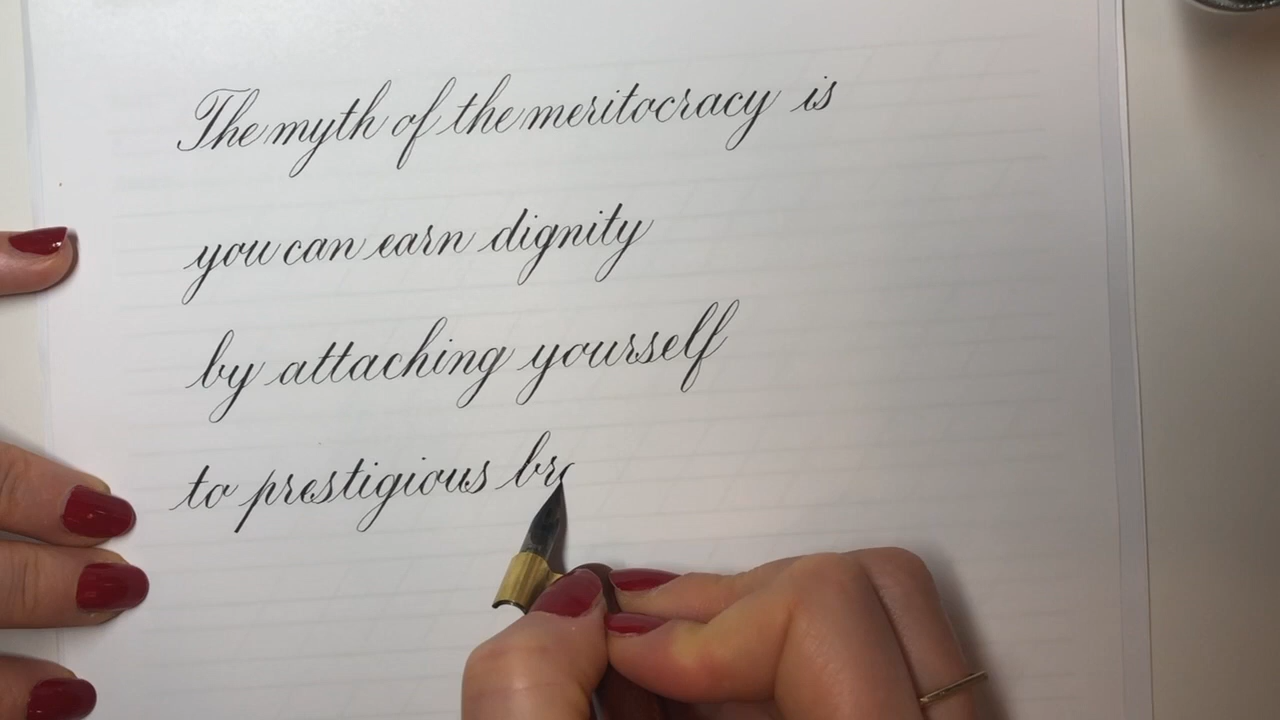 The myth of the meritocracy is
you can earn dignity
by attaching yourself
to prestigious br